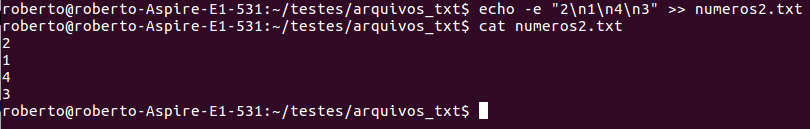 roberto@roberto-Aspire-E1-531:~/testes/arquivos_txt$ echo -e "2\n1\n4\n3" >> numeros2.txt
roberto@roberto-Aspire-E1-531:~/testes/arquivos_txt$ cat numeros2.txt
2
1
4
3
roberto@roberto-Aspire-E1-531:~/testes/arquivos_txt$